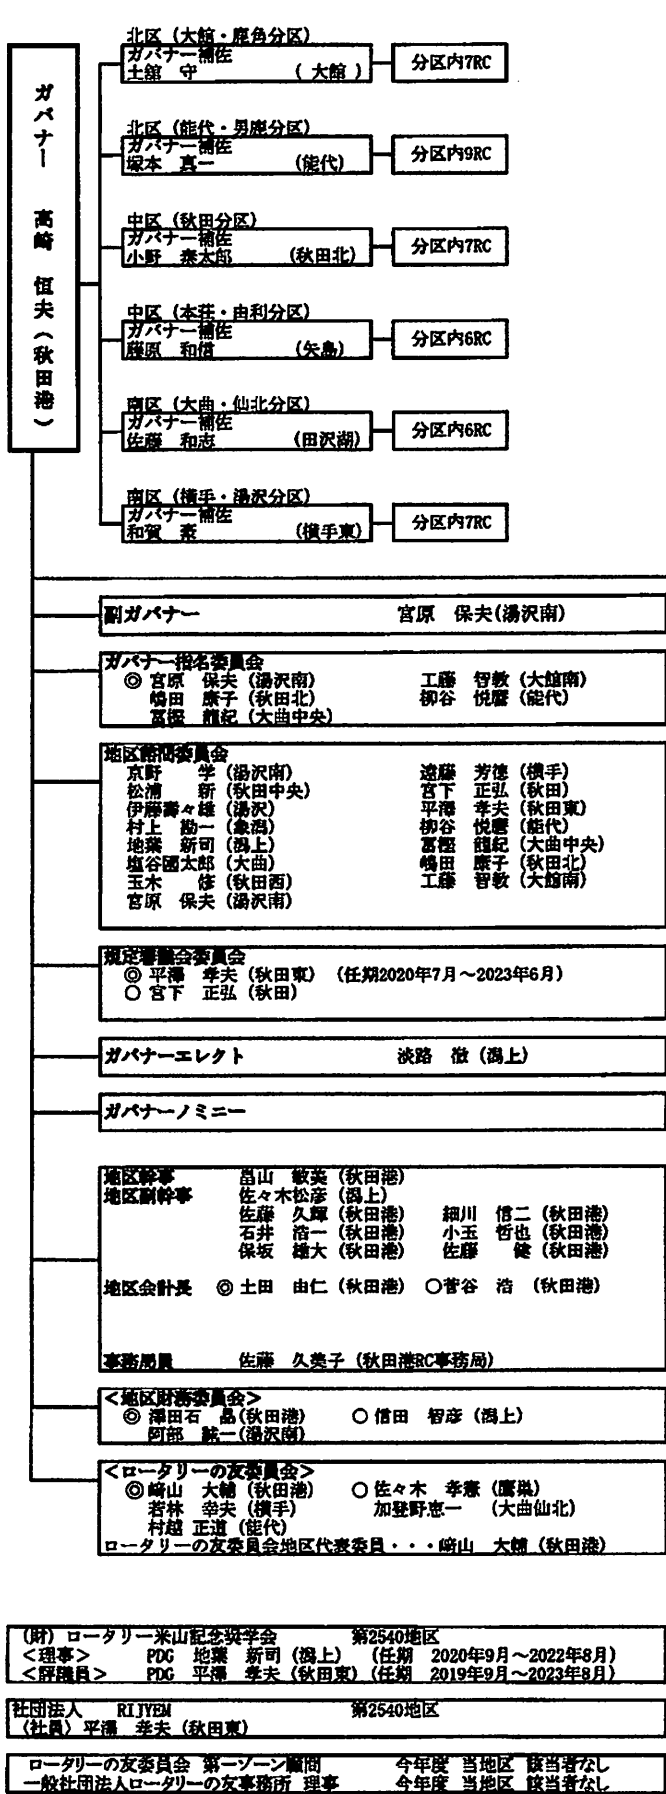 ガバナー 高﨑 恒夫（秋田港）
北区（大館・鹿角分区）
ガバナー補佐
土舘 守 （ 大館 ）
分区内7RC
北区（能代・男鹿分区）
ガバナー補佐
塚本 真一 （能代）
分区内9RC
中区（秋田分区）
ガバナー補佐
小野 泰太郎 （秋田北）
分区内7RC
中区（本荘・由利分区）
ガバナー補佐
藤原 和信 （矢島）
分区内6RC
南区（大曲・仙北分区）
ガバナー補佐
佐藤 和志 （田沢湖）
分区内6RC
南区（横手・湯沢分区）
ガバナー補佐
和賀 豪 （横手東）
分区内7RC
副ガバナー 宮原 保夫(湯沢南)
ガバナー指名委員会
◎ 宮原 保夫（湯沢南） 工藤 智教（大館南）
嶋田 康子（秋田北） 柳谷 悦麿（能代）
冨樫 龍紀（大曲中央）
地区諮問委員会
京野 学（湯沢南） 遠藤 芳徳（横手）
松浦 新（秋田中央） 宮下 正弘（秋田）
伊藤壽々雄（湯沢） 平澤 孝夫（秋田東）
村上 勘一（象潟） 柳谷 悦麿（能代）
地葉 新司（潟上） 冨樫 龍紀（大曲中央）
塩谷國太郎（大曲） 嶋田 康子（秋田北）
玉木 修（秋田西） 工藤 智教（大館南）
宮原 保夫（湯沢南）
規定審議会委員会
◎ 平澤 孝夫（秋田東）（任期2020年7月～2023年6月）
○ 宮下 正弘（秋田）
ガバナーエレクト 淡路 徹（潟上）
ガバナーノミニー
地区幹事 畠山 敏美（秋田港）
地区副幹事 佐々木松彦（潟上）
佐藤 久輝（秋田港） 細川 信二（秋田港）
石井 浩一（秋田港） 小玉 哲也（秋田港）
保坂 雄大（秋田港） 佐藤 健（秋田港）
地区会計長 ◎ 土田 由仁（秋田港） ○菅谷 浩 （秋田港）
事務局員 佐藤 久美子（秋田港RC事務局）
＜地区財務委員会＞
◎ 澤田石 晶(秋田港) ○ 信田 智彦（潟上）
阿部 誠一(湯沢南)
＜ロータリーの友委員会＞
◎ 﨑山 大輔（秋田港） ○ 佐々木 孝憲（鷹巣）
若林 幸夫（横手） 加登野恵一 （大曲仙北）
村越 正道（能代）
ロータリーの友委員会地区代表委員・・・﨑山 大輔（秋田港）
（財）ロータリー米山記念奨学会 第2540地区
＜理事＞ PDG 地葉 新司（潟上）（任期 2020年9月～2022年8月）
＜評議員＞ PDG 平澤 孝夫（秋田東）（任期 2019年9月～2023年8月）
社団法人 RIJYEM 第2540地区
（社員）平澤 孝夫（秋田東）
ロータリーの友委員会 第一ゾーン顧問 今年度 当地区 該当者なし
一般社団法人ロータリーの友事務所 理事 今年度 当地区 該当者なし